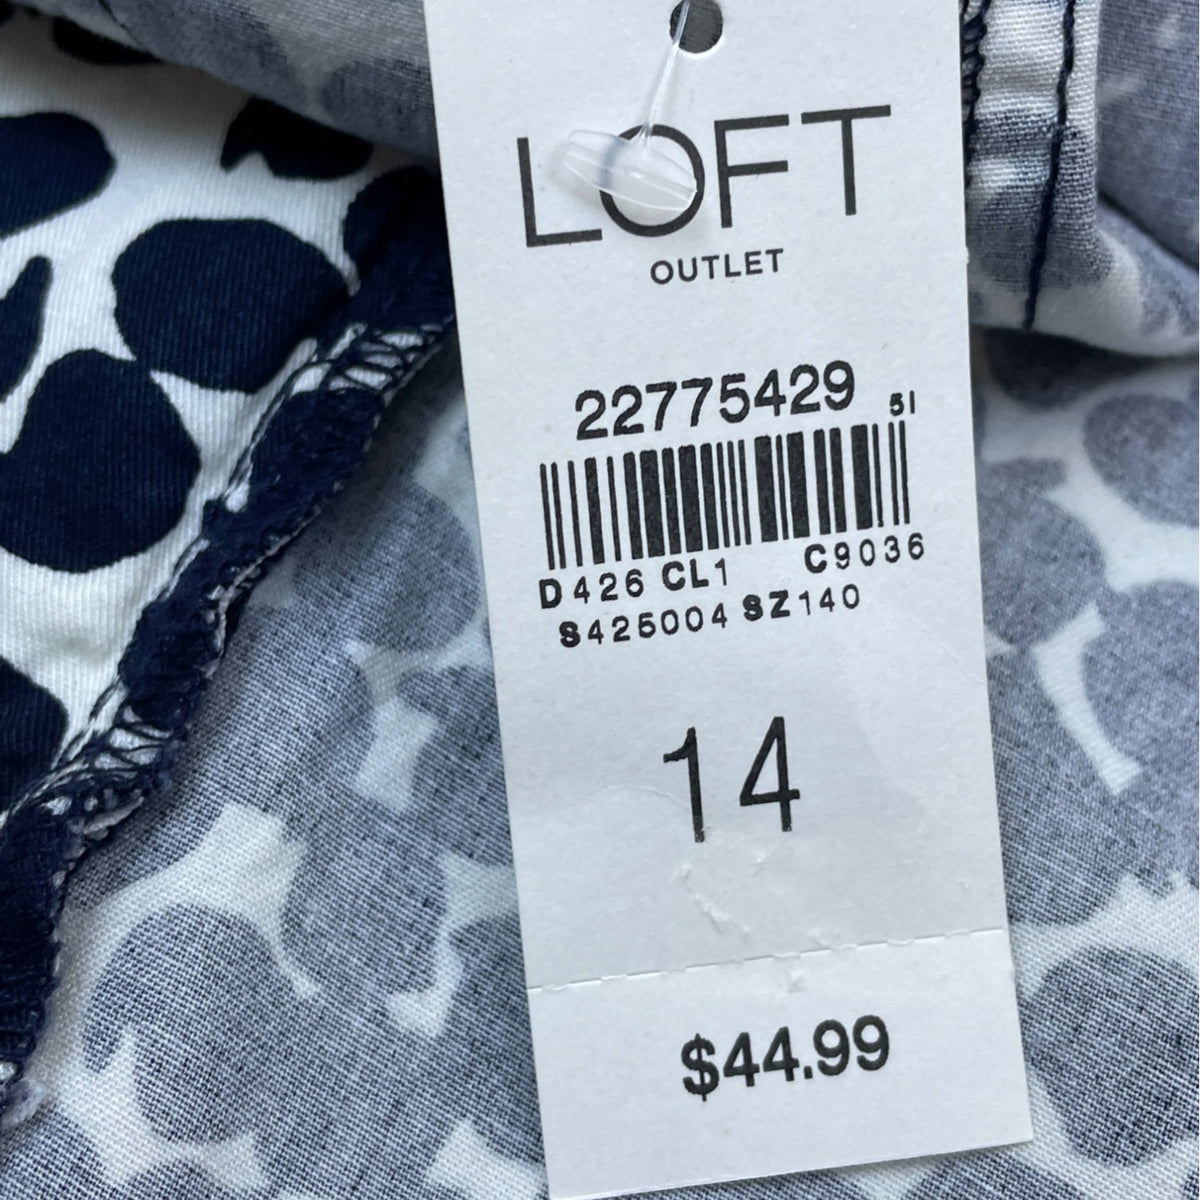 LOFT
OUTLET
22775429 51
D426 CL1 C9036
S425004 SZ140
14
$44.99